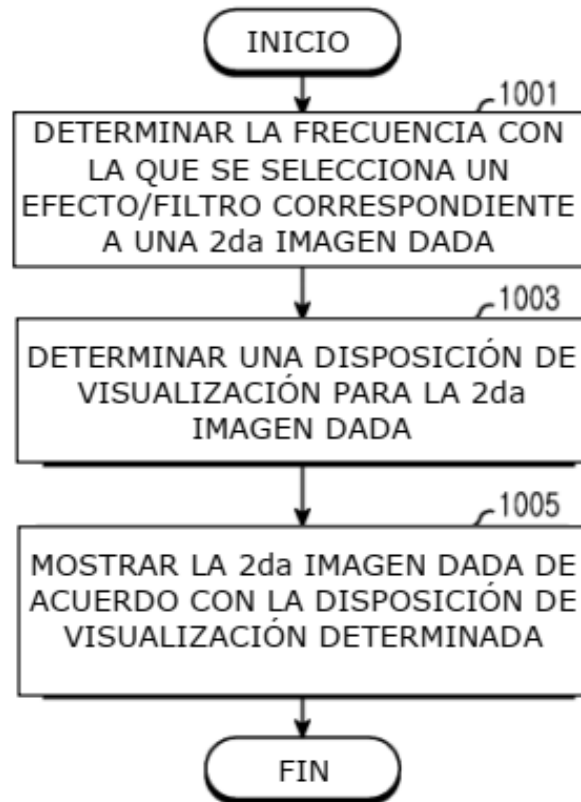 INICIO
1001
DETERMINAR LA FRECUENCIA CON
LA QUE SE SELECCIONA UN
EFECTO/FILTRO CORRESPONDIENTE
A UNA 2da IMAGEN DADA
1003
DETERMINAR UNA DISPOSICIÓN DE
VISUALIZACIÓN PARA LA 2da
IMAGEN DADA
1005
MOSTRAR LA 2da IMAGEN DADA DE
ACUERDO CON LA DISPOSICIÓN DE
VISUALIZACIÓN DETERMINADA
FIN